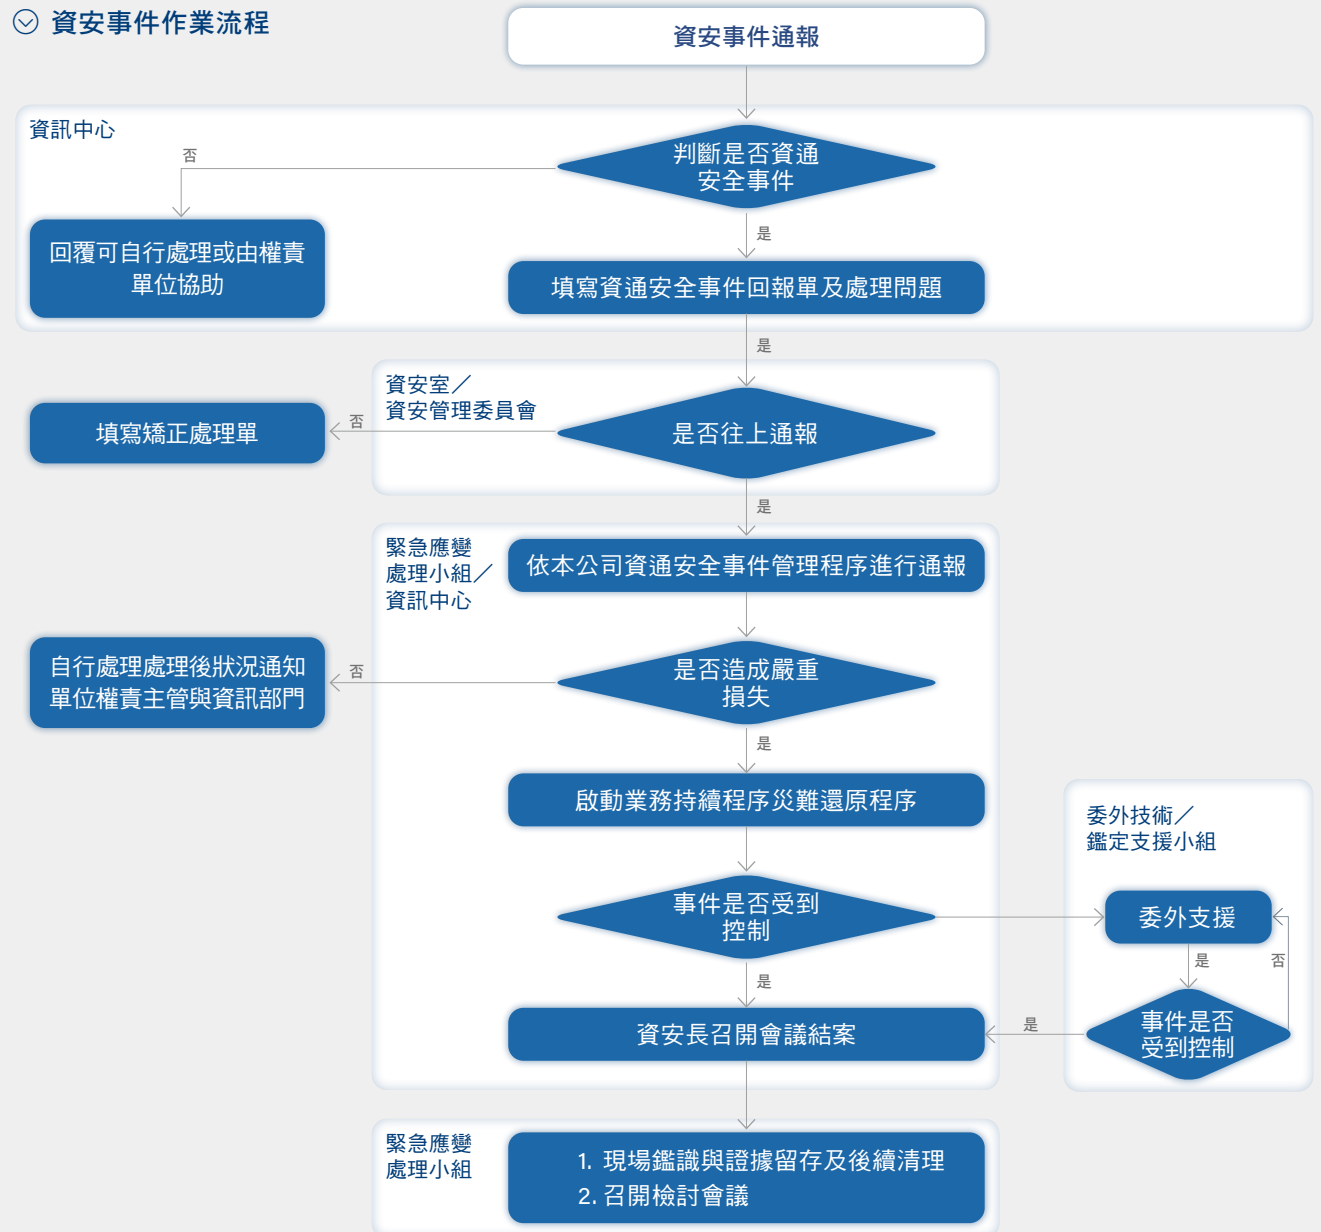 資安事件作業流程
資安事件通報
資訊中心
判斷是否資通
安全事件
否
是
回覆可自行處理或由權責
單位協助
填寫資通安全事件回報單及處理問題
是
資安室／
資安管理委員會
是否往上通報
否
填寫矯正處理單
是
緊急應變
處理小組／
資訊中心
依本公司資通安全事件管理程序進行通報
是否造成嚴重
損失
否
自行處理處理後狀況通知
單位權責主管與資訊部門
是
啟動業務持續程序災難還原程序
委外技術／
鑑定支援小組
事件是否受到
控制
委外支援
是
否
是
事件是否
受到控制
是
資安長召開會議結案
緊急應變
處理小組
1. 現場鑑識與證據留存及後續清理
2. 召開檢討會議